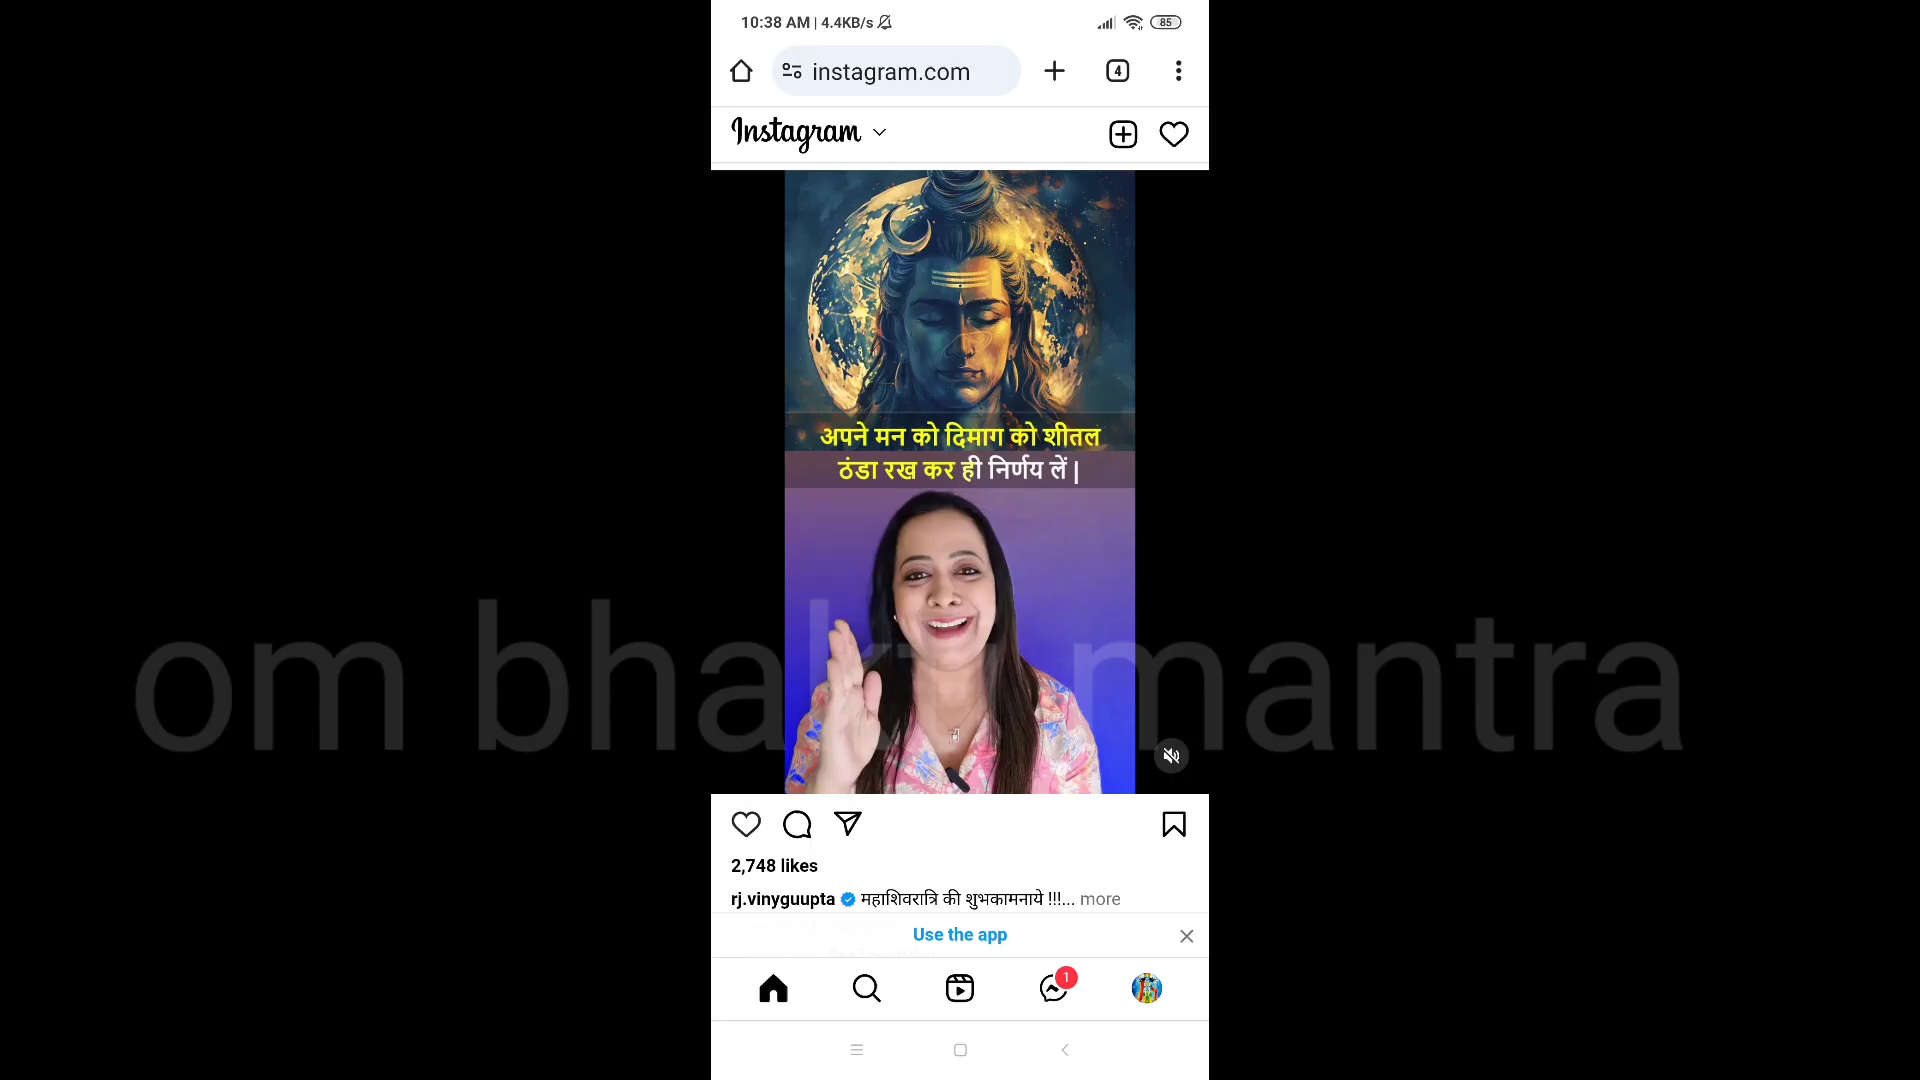 10:38 AM | 4.4KB/s
85
instagram.com
4
Instagram
अपने मन को दिमाग को शीतल
ठंडा रख कर ही निर्णय लें |
om bhakti mantra
2,748 likes
rj.vinyguupta महाशिवरात्रि की शुभकामनाये !!!... more
Use the app
1